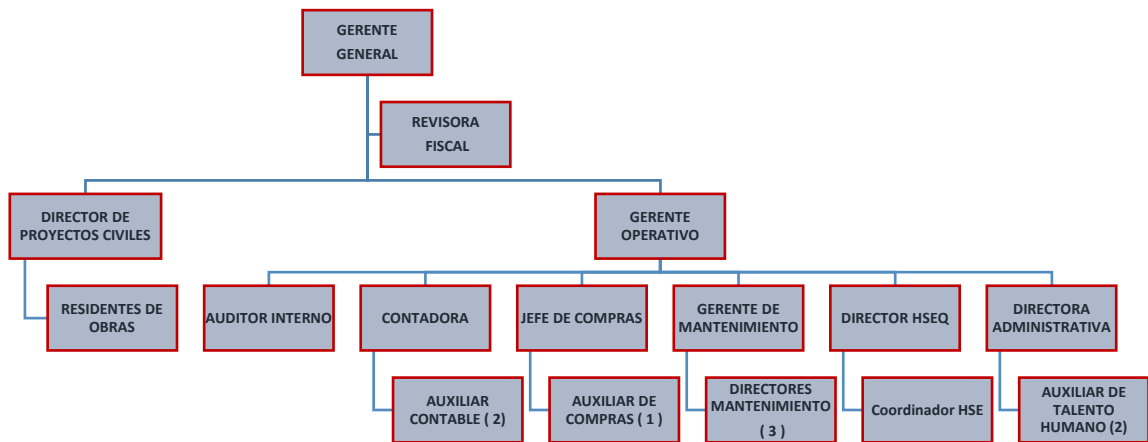 GERENTE
GENERAL
REVISORA
FISCAL
DIRECTOR DE
PROYECTOS CIVILES
GERENTE
OPERATIVO
RESIDENTES DE
OBRAS
AUDITOR INTERNO
CONTADORA
JEFE DE COMPRAS
GERENTE DE
MANTENIMIENTO
DIRECTOR HSEQ
DIRECTORA
ADMINISTRATIVA
AUXILIAR
CONTABLE ( 2)
AUXILIAR DE
COMPRAS ( 1 )
DIRECTORES
MANTENIMIENTO
( 3 )
Coordinador HSE
AUXILIAR DE
TALENTO
HUMANO (2)